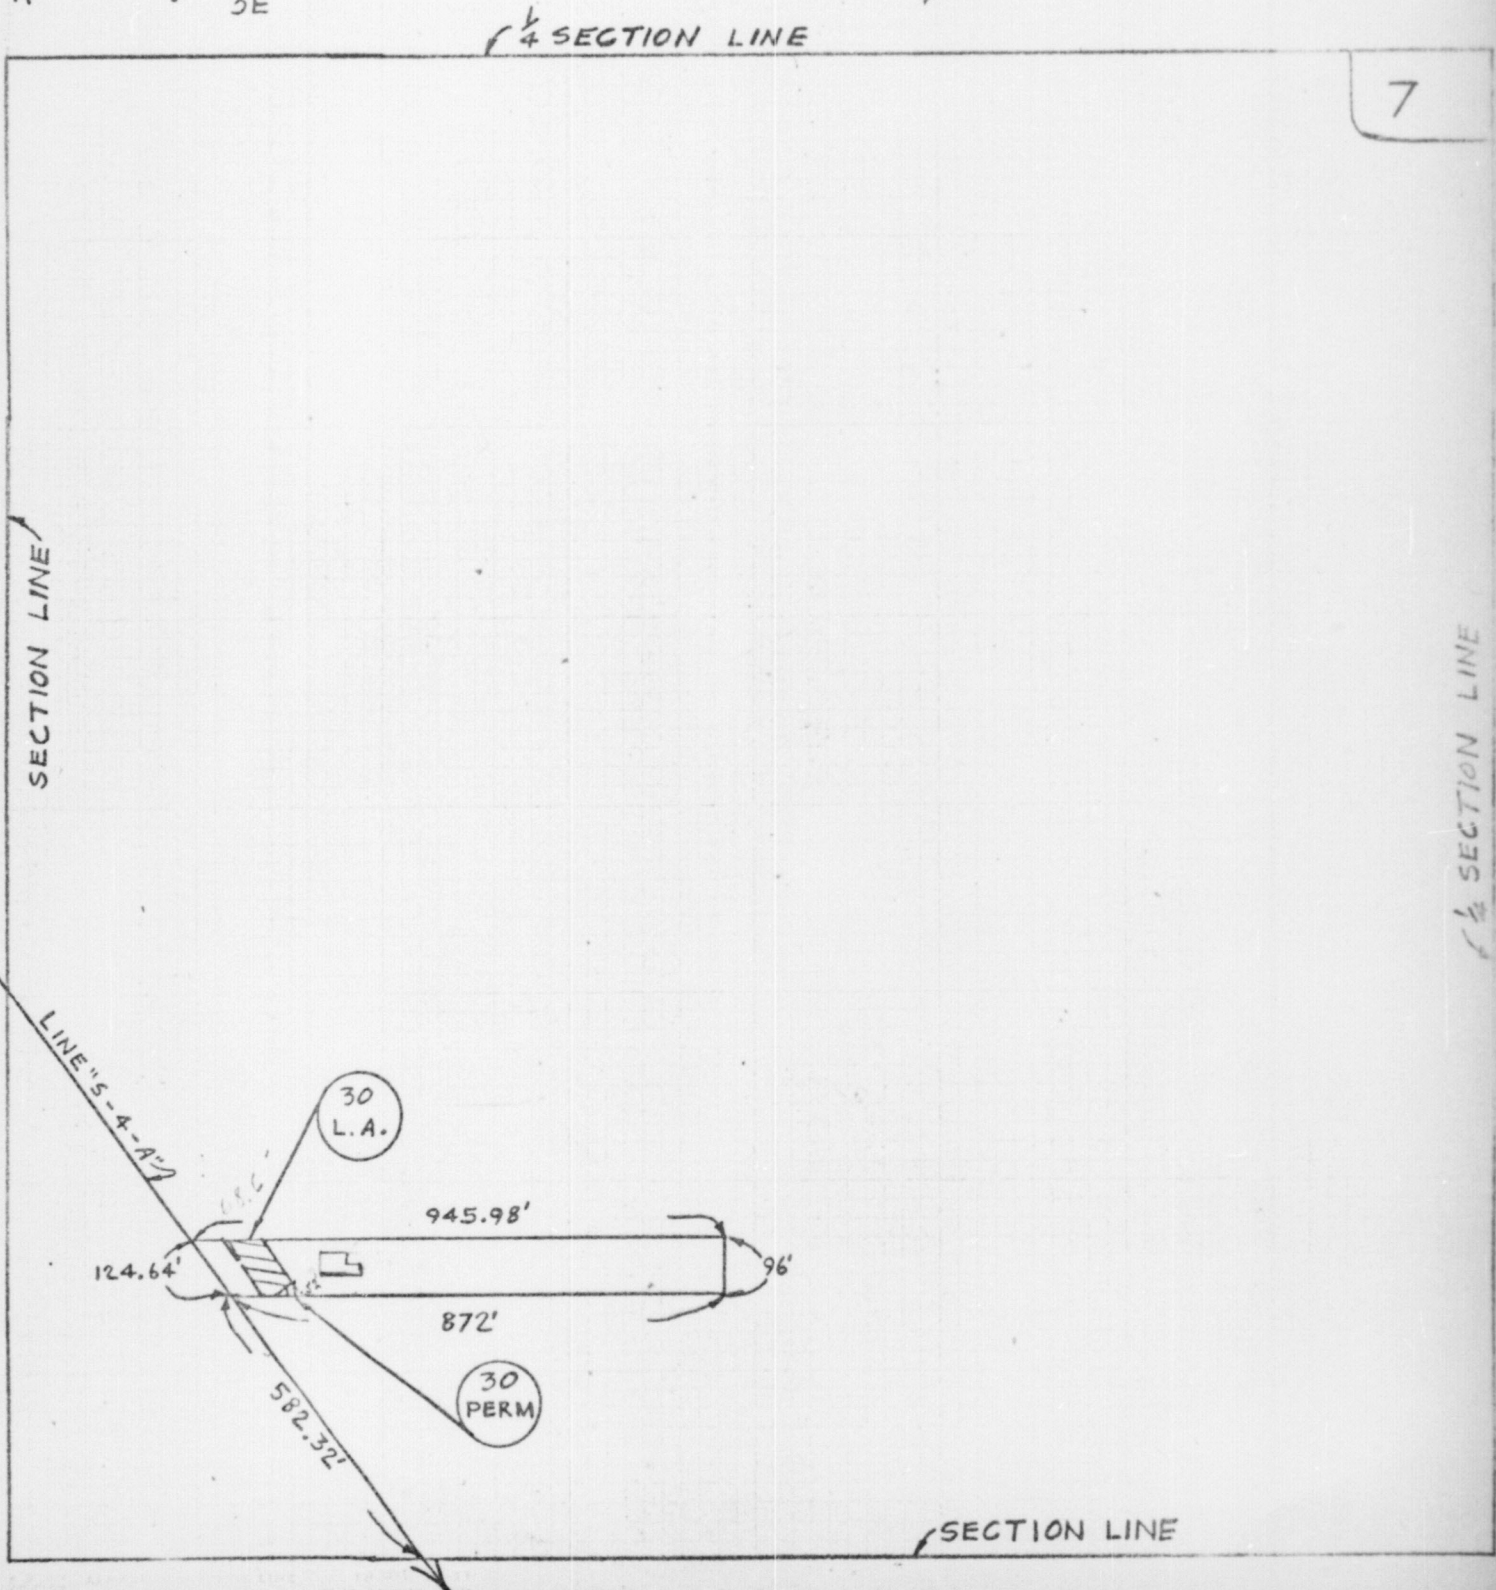 ¼ SECTION LINE
7
SECTION LINE
¼ SECTION LINE
LINE "S-4-A"
30
L.A.
945.98'
124.64'
96'
872'
30
PERM
582.32'
SECTION LINE